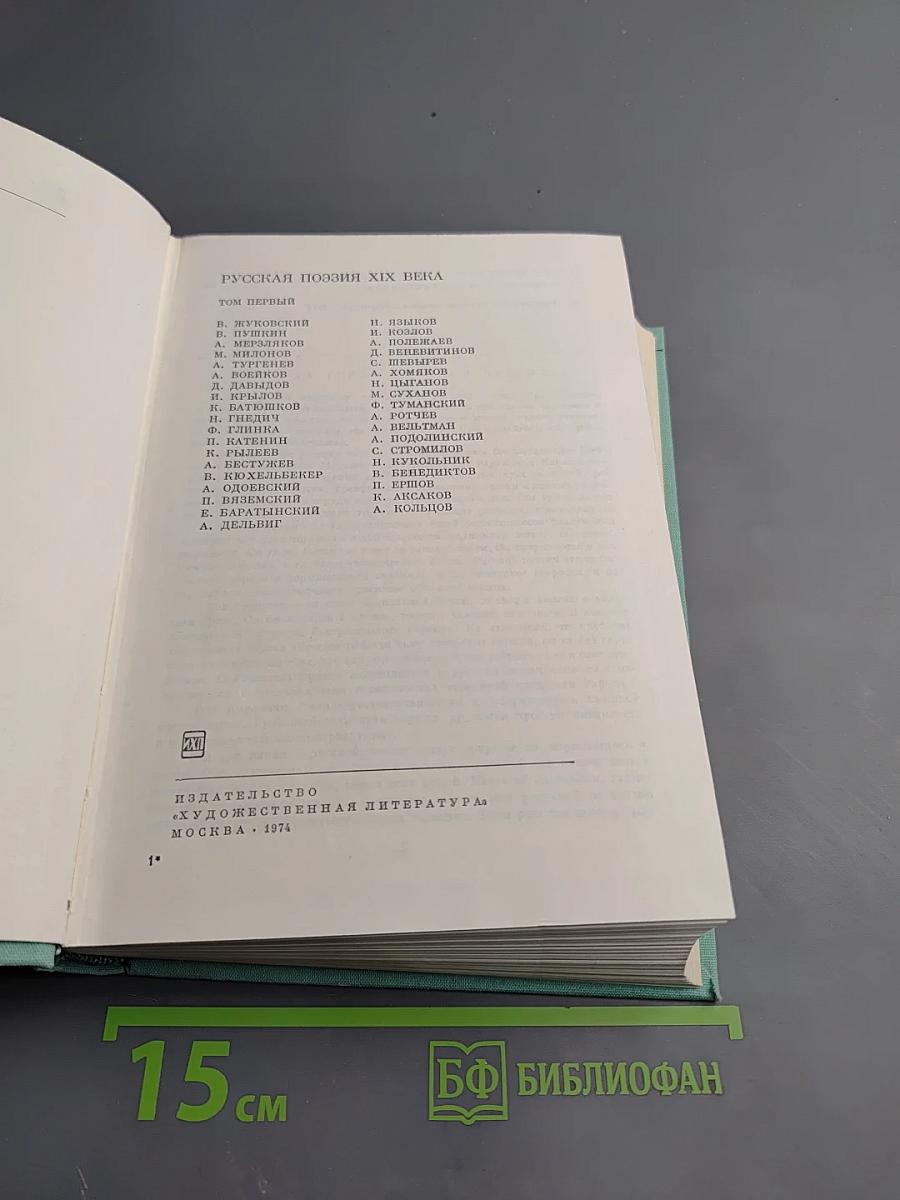 РУССКАЯ ПОЭЗИЯ XIX ВЕКА
ТОМ ПЕРВЫЙ
В. ЖУКОВСКИЙ
В. ПУШКИН
А. МЕРЗЛЯКОВ
М. МИЛОНОВ
А. ТУРГЕНЕВ
А. ВОЕЙКОВ
Д. ДАВЫДОВ
И. КРЫЛОВ
К. БАТЮШКОВ
Н. ГНЕДИЧ
Ф. ГЛИНКА
П. КАТЕНИН
К. РЫЛЕЕВ
А. БЕСТУЖЕВ
В. КЮХЕЛЬБЕКЕР
А. ОДОЕВСКИЙ
П. ВЯЗЕМСКИЙ
Е. БАРАТЫНСКИЙ
А. ДЕЛЬВИГ
Н. ЯЗЫКОВ
И. КОЗЛОВ
А. ПОЛЕЖАЕВ
Д. ВЕНЕВИТИНОВ
С. ШЕВЫРЕВ
А. ХОМЯКОВ
Н. ЦЫГАНОВ
М. СУХАНОВ
Ф. ТУМАНСКИЙ
А. РОТЧЕВ
А. ВЕЛЬТМАН
А. ПОДОЛИНСКИЙ
С. СТРОМИЛОВ
Н. КУКОЛЬНИК
В. БЕНЕДИКТОВ
П. ЕРШОВ
К. АКСАКОВ
А. КОЛЬЦОВ
ИХЛ
ИЗДАТЕЛЬСТВО
«ХУДОЖЕСТВЕННАЯ ЛИТЕРАТУРА»
МОСКВА · 1974
1*
15 см
БФ БИБЛИОФАН